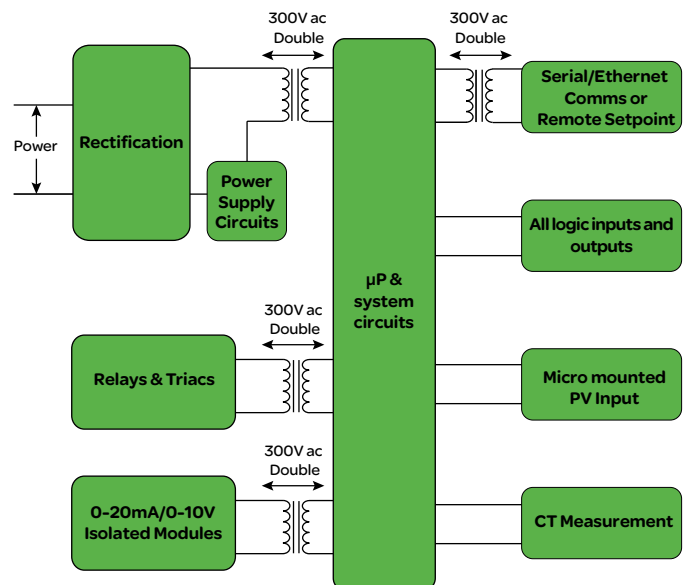 300V ac
Double
300V ac
Double
Rectification
Power
Power
Supply
Circuits
Serial/Ethernet
Comms or
Remote Setpoint
All logic inputs and
outputs
µP &
system
circuits
300V ac
Double
Relays & Triacs
Micro mounted
PV Input
300V ac
Double
0-20mA/0-10V
Isolated Modules
CT Measurement